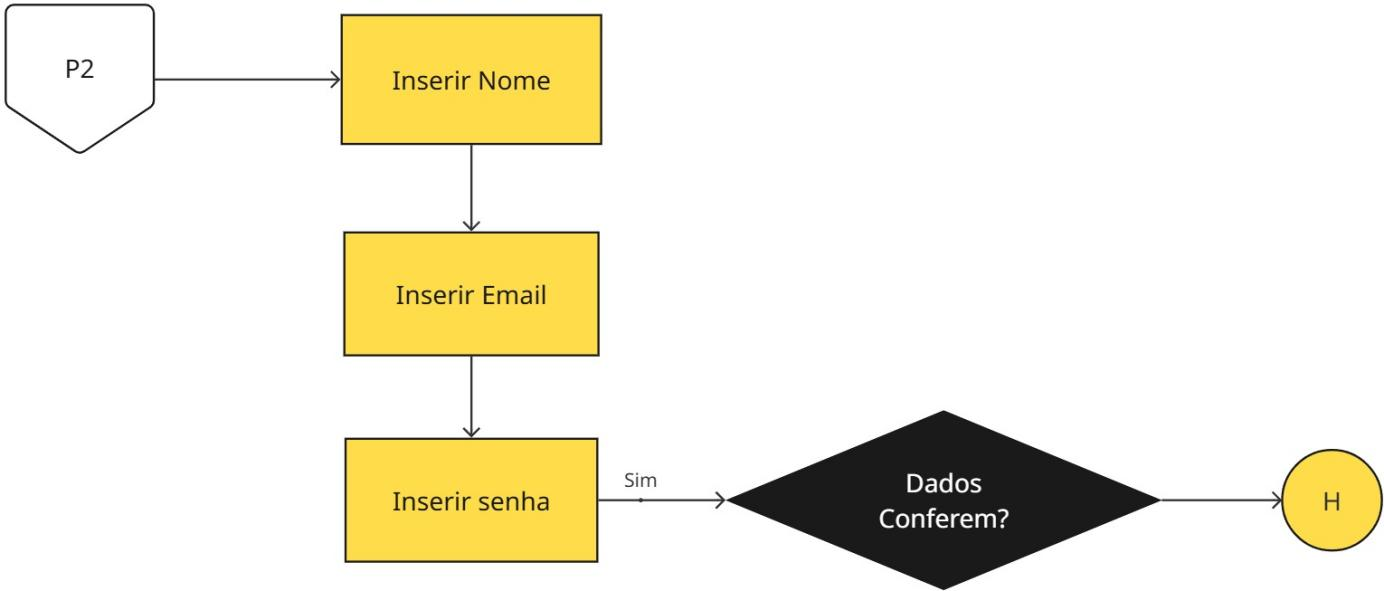 P2
Inserir Nome
Inserir Email
Sim
Inserir senha
Dados
Conferem?
H